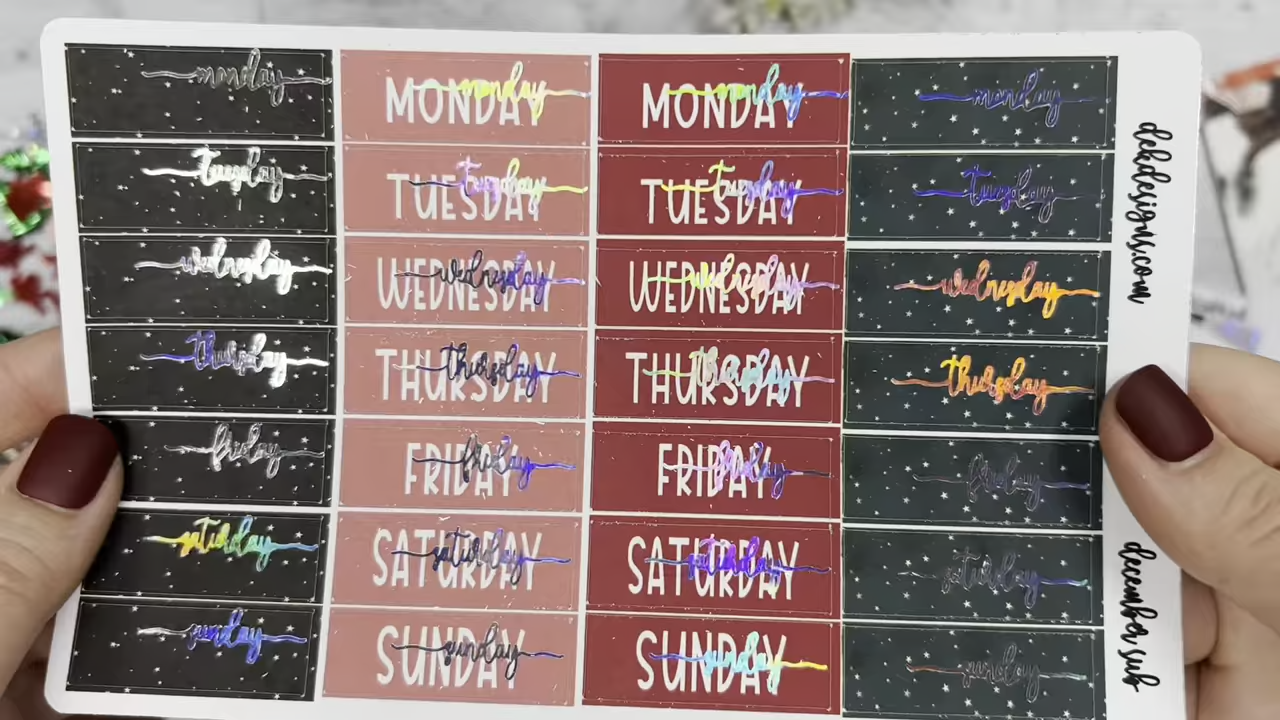 monday MONDAY monday MONDAY monday monday
tuesday TUESDAY tuesday TUESDAY tuesday tuesday
wednesday WEDNESDAY wednesday WEDNESDAY wednesday wednesday
thursday THURSDAY thursday THURSDAY thursday thursday
friday FRIDAY friday FRIDAY friday friday
saturday SATURDAY saturday SATURDAY saturday saturday
sunday SUNDAY sunday SUNDAY sunday sunday
dekdesigns.com
december sub